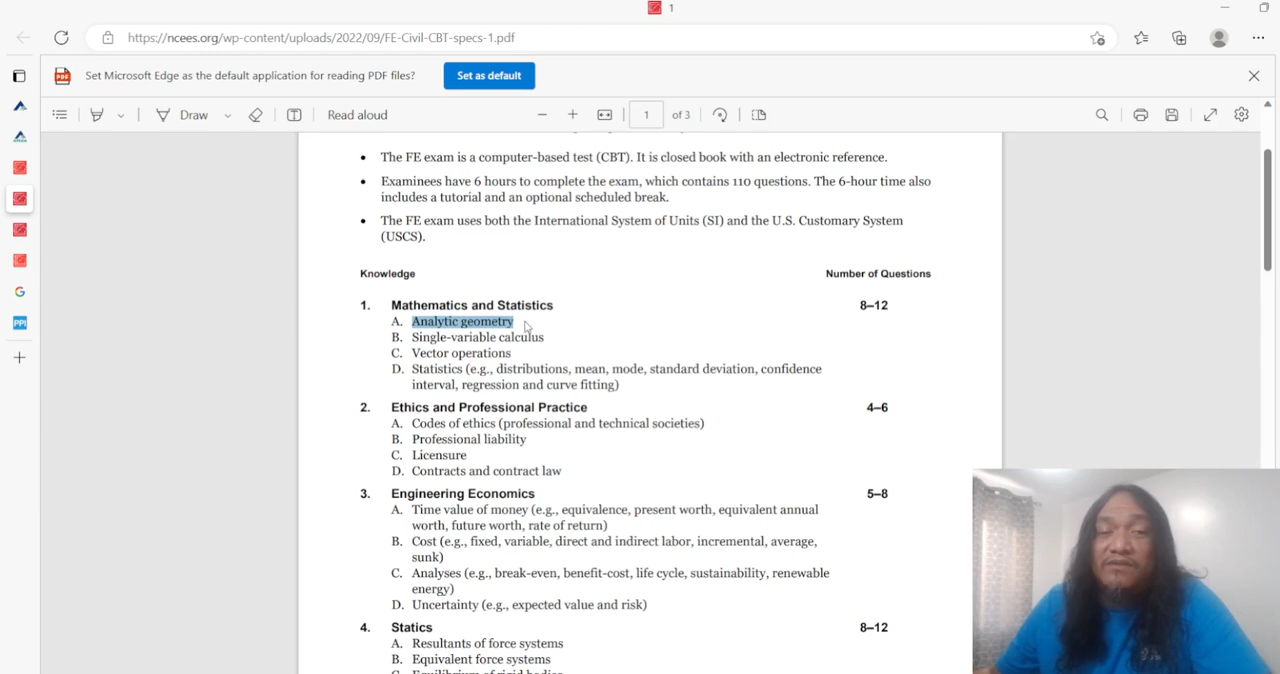 1
https://ncees.org/wp-content/uploads/2022/09/FE-Civil-CBT-specs-1.pdf
Set Microsoft Edge as the default application for reading PDF files?
Set as default
Draw
Read aloud
1
of 3
• The FE exam is a computer-based test (CBT). It is closed book with an electronic reference.
• Examinees have 6 hours to complete the exam, which contains 110 questions. The 6-hour time also
includes a tutorial and an optional scheduled break.
• The FE exam uses both the International System of Units (SI) and the U.S. Customary System
(USCS).
Knowledge
Number of Questions
1. Mathematics and Statistics 8–12
A. Analytic geometry
B. Single-variable calculus
C. Vector operations
D. Statistics (e.g., distributions, mean, mode, standard deviation, confidence
interval, regression and curve fitting)
2. Ethics and Professional Practice 4–6
A. Codes of ethics (professional and technical societies)
B. Professional liability
C. Licensure
D. Contracts and contract law
3. Engineering Economics 5–8
A. Time value of money (e.g., equivalence, present worth, equivalent annual
worth, future worth, rate of return)
B. Cost (e.g., fixed, variable, direct and indirect labor, incremental, average,
sunk)
C. Analyses (e.g., break-even, benefit-cost, life cycle, sustainability, renewable
energy)
D. Uncertainty (e.g., expected value and risk)
4. Statics 8–12
A. Resultants of force systems
B. Equivalent force systems